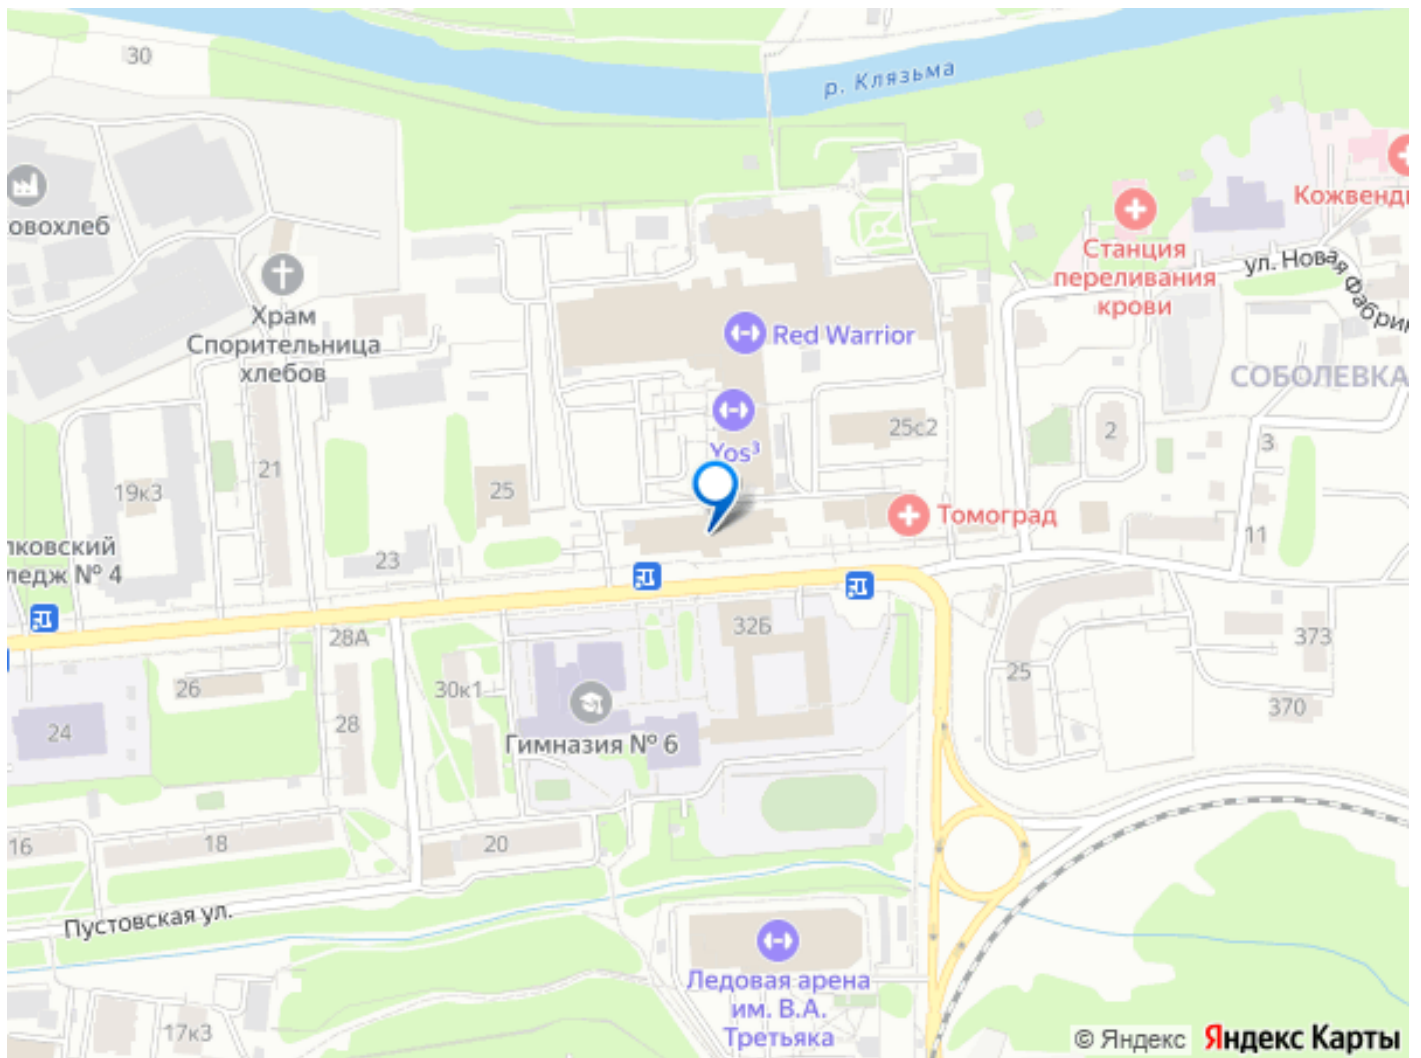 30
р. Клязьма
овохлеб
Храм
Спорительница
хлебов
Red Warrior
Yos³
Станция
переливания
крови
Кожвенд
ул. Новая Фабри
СОБОЛЕВКА
21
19к3
25
25с2
2
3
11
Томоград
лковский
ледж № 4
23
28А
32Б
26
28
30к1
24
Гимназия № 6
25
373
370
16
18
20
Пустовская ул.
17к3
Ледовая арена
им. В.А.
Третьяка
© Яндекс Яндекс Карты